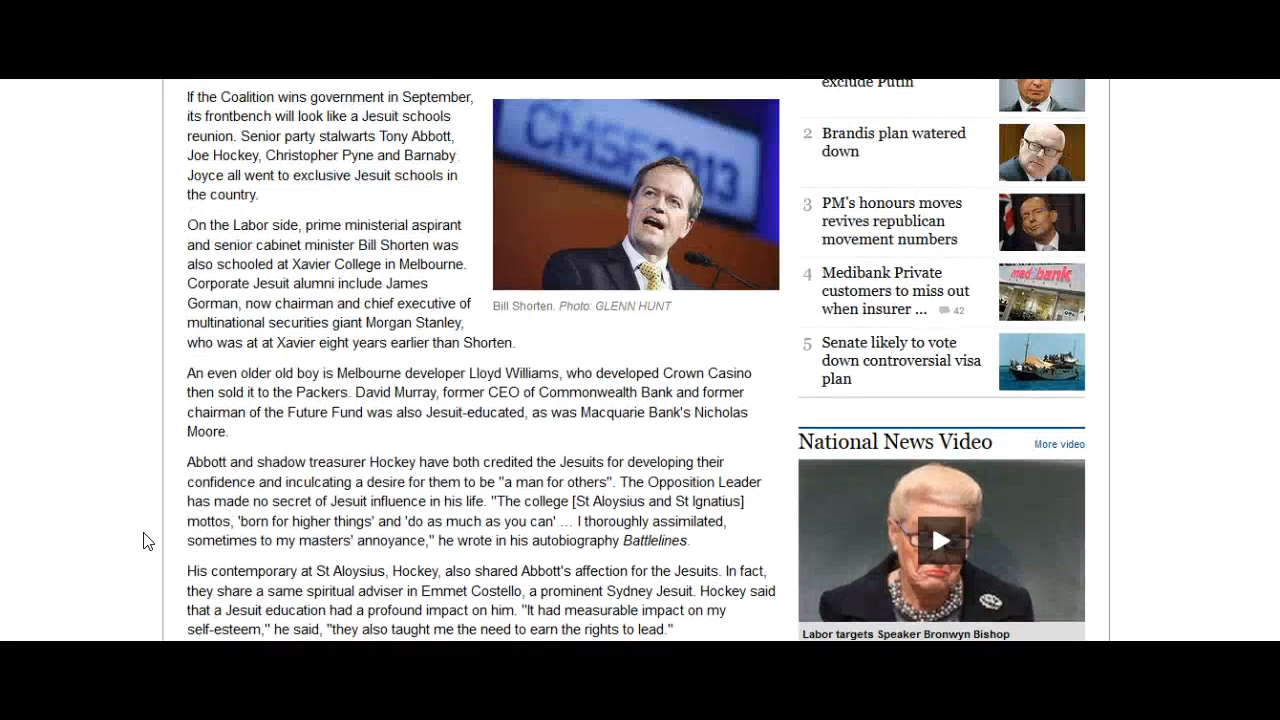 If the Coalition wins government in September,
its frontbench will look like a Jesuit schools
reunion. Senior party stalwarts Tony Abbott,
Joe Hockey, Christopher Pyne and Barnaby
Joyce all went to exclusive Jesuit schools in
the country.
On the Labor side, prime ministerial aspirant
and senior cabinet minister Bill Shorten was
also schooled at Xavier College in Melbourne.
Corporate Jesuit alumni include James
Gorman, now chairman and chief executive of
multinational securities giant Morgan Stanley,
who was at at Xavier eight years earlier than Shorten.
CMSF2013
Bill Shorten. Photo: GLENN HUNT
An even older old boy is Melbourne developer Lloyd Williams, who developed Crown Casino
then sold it to the Packers. David Murray, former CEO of Commonwealth Bank and former
chairman of the Future Fund was also Jesuit-educated, as was Macquarie Bank's Nicholas
Moore.
Abbott and shadow treasurer Hockey have both credited the Jesuits for developing their
confidence and inculcating a desire for them to be "a man for others". The Opposition Leader
has made no secret of Jesuit influence in his life. "The college [St Aloysius and St Ignatius]
mottos, 'born for higher things' and 'do as much as you can' ... I thoroughly assimilated,
sometimes to my masters' annoyance," he wrote in his autobiography Battlelines.
His contemporary at St Aloysius, Hockey, also shared Abbott's affection for the Jesuits. In fact,
they share a same spiritual adviser in Emmet Costello, a prominent Sydney Jesuit. Hockey said
that a Jesuit education had a profound impact on him. "It had measurable impact on my
self-esteem," he said, "they also taught me the need to earn the rights to lead."
exclude Putin
2 Brandis plan watered
down
3 PM's honours moves
revives republican
movement numbers
4 Medibank Private
customers to miss out
when insurer ... 42
medibank
5 Senate likely to vote
down controversial visa
plan
National News Video More video
Labor targets Speaker Bronwyn Bishop